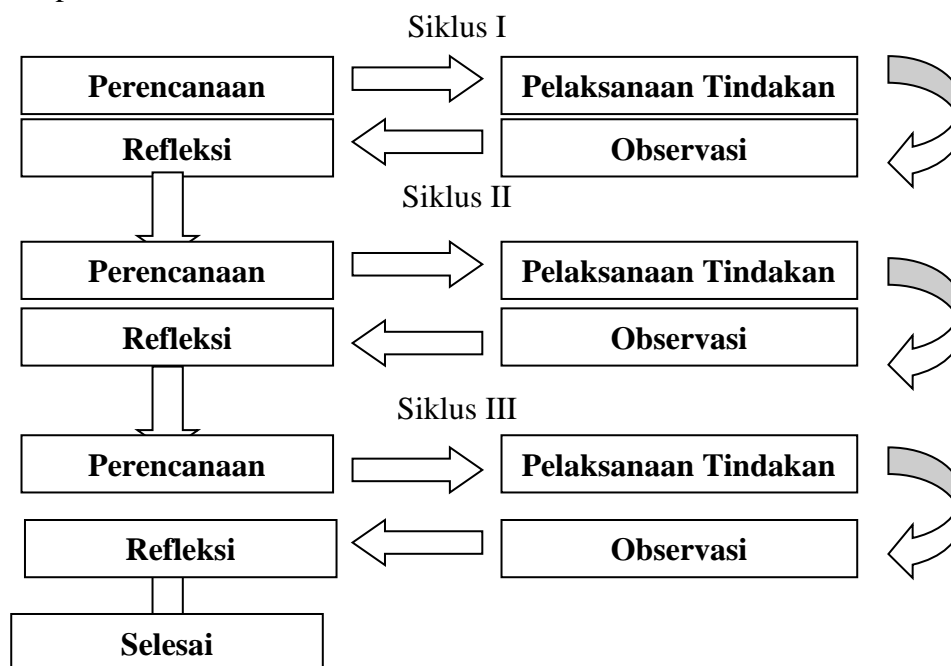 Siklus I
Perencanaan
Pelaksanaan Tindakan
Refleksi
Observasi
Siklus II
Perencanaan
Pelaksanaan Tindakan
Refleksi
Observasi
Siklus III
Perencanaan
Pelaksanaan Tindakan
Refleksi
Observasi
Selesai